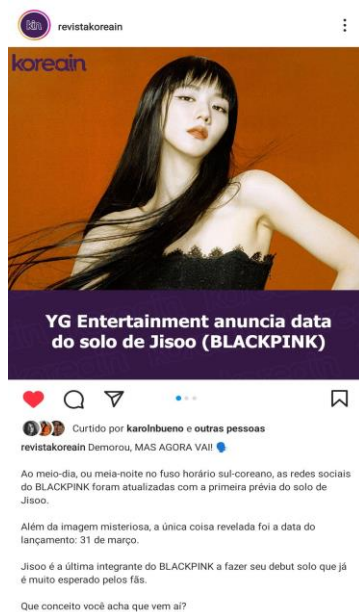 kin
revistakoreain
koreain
YG Entertainment anuncia data
do solo de Jisoo (BLACKPINK)
Curtido por karolnbueno e outras pessoas
revistakoreain Demorou, MAS AGORA VAI! 🗣
Ao meio-dia, ou meia-noite no fuso horário sul-coreano, as redes sociais
do BLACKPINK foram atualizadas com a primeira prévia do solo de
Jisoo.
Além da imagem misteriosa, a única coisa revelada foi a data do
lançamento: 31 de março.
Jisoo é a última integrante do BLACKPINK a fazer seu debut solo que já
é muito esperado pelos fãs.
Que conceito você acha que vem aí?